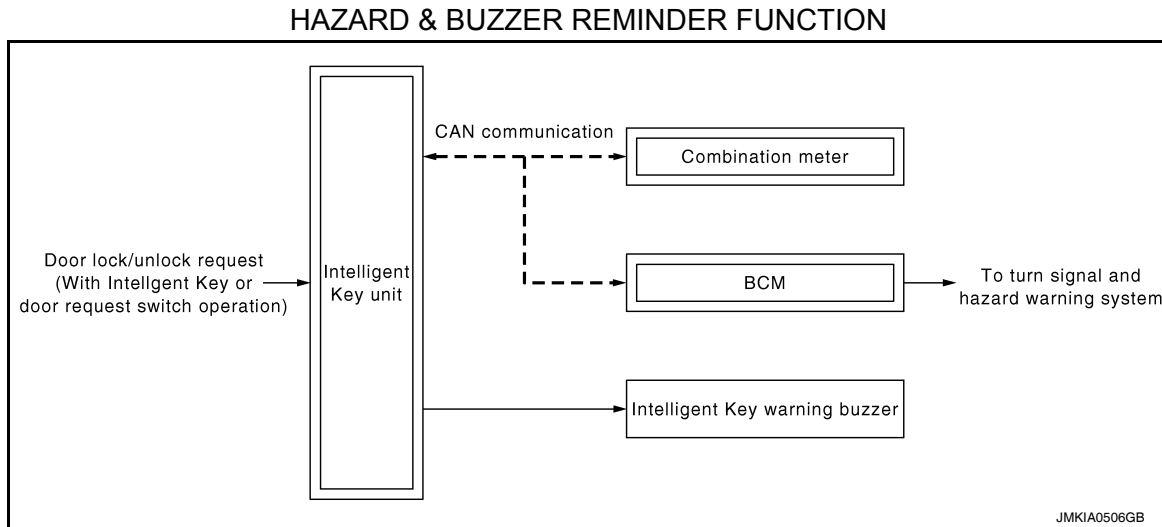 HAZARD & BUZZER REMINDER FUNCTION
CAN communication
Combination meter
Door lock/unlock request
(With Intellgent Key or
door request switch operation)
Intelligent
Key unit
BCM
To turn signal and
hazard warning system
Intelligent Key warning buzzer
JMKIA0506GB